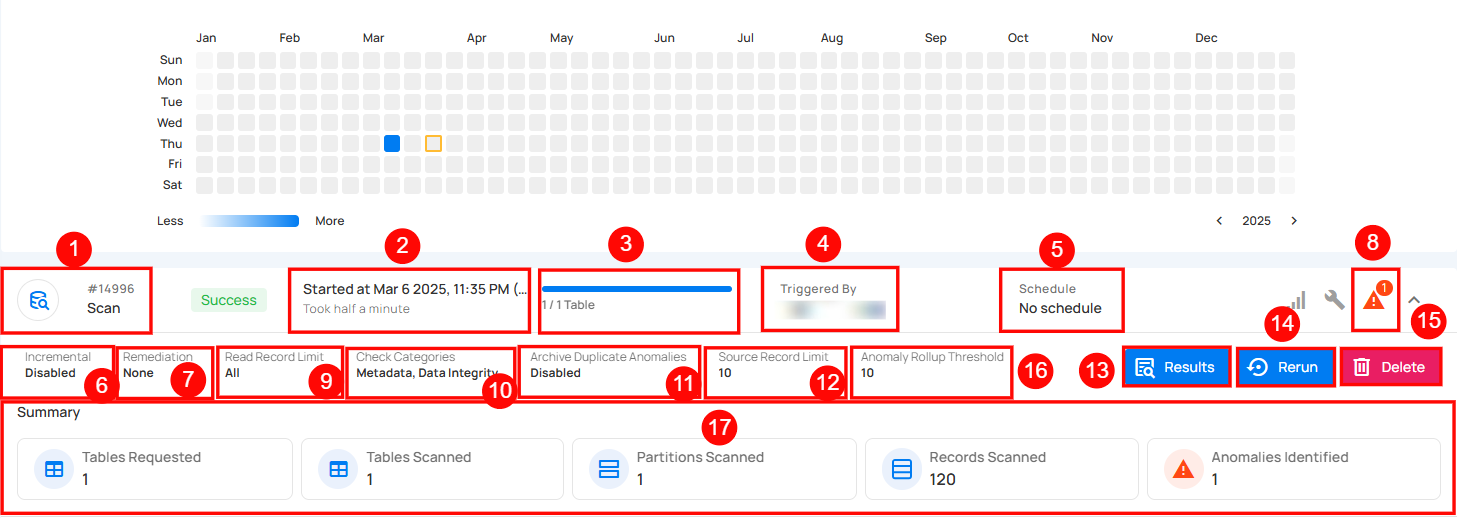 Jan Feb Mar Apr May Jun Jul Aug Sep Oct Nov Dec
Sun
Mon
Tue
Wed
Thu
Fri
Sat
Less More 2025
1 2 3 4 5 8
#14996
Scan
Success
Started at Mar 6 2025, 11:35 PM (...
Took half a minute
1 / 1 Table
Triggered By
Schedule
No schedule
1
14 15
Incremental
Disabled
6
Remediation
None
7
Read Record Limit
All
9
Check Categories
Metadata, Data Integrity
10
Archive Duplicate Anomalies
Disabled
11
Source Record Limit
10
12
Anomaly Rollup Threshold
10
16
13
Results
Rerun
Delete
Summary
17
Tables Requested
1
Tables Scanned
1
Partitions Scanned
1
Records Scanned
120
Anomalies Identified
1